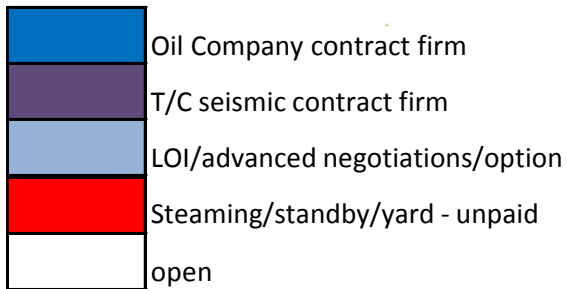 Oil Company contract firm
T/C seismic contract firm
LOI/advanced negotiations/option
Steaming/standby/yard - unpaid
open